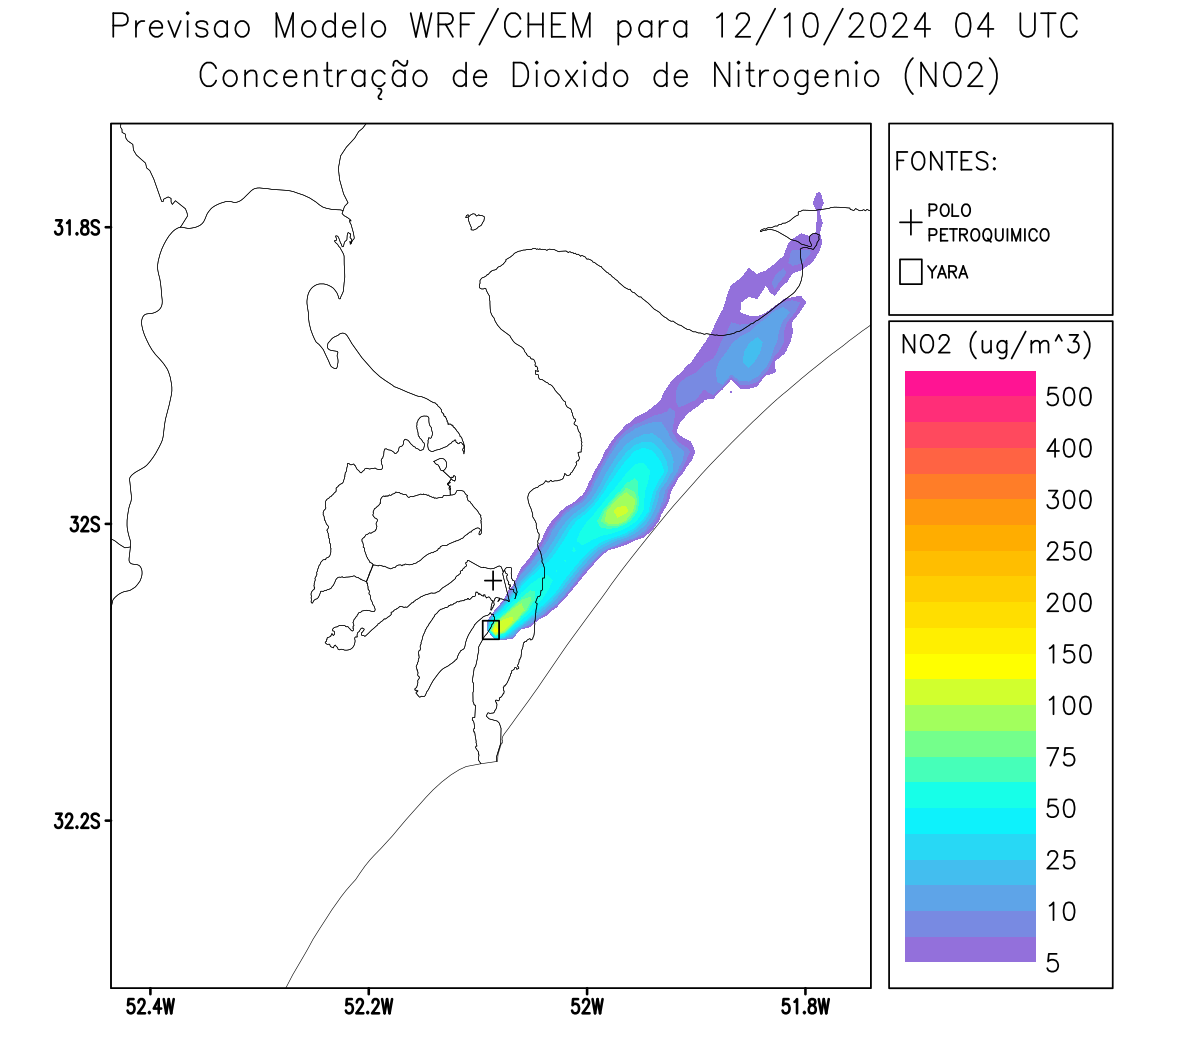 Previsao Modelo WRF/CHEM para 12/10/2024 04 UTC
Concentração de Dioxido de Nitrogenio (NO2)
FONTES:
POLO
PETROQUIMICO
YARA
NO2 (ug/m^3)
500
400
300
250
200
150
100
75
50
25
10
5
31.8S
32S
32.2S
52.4W
52.2W
52W
51.8W